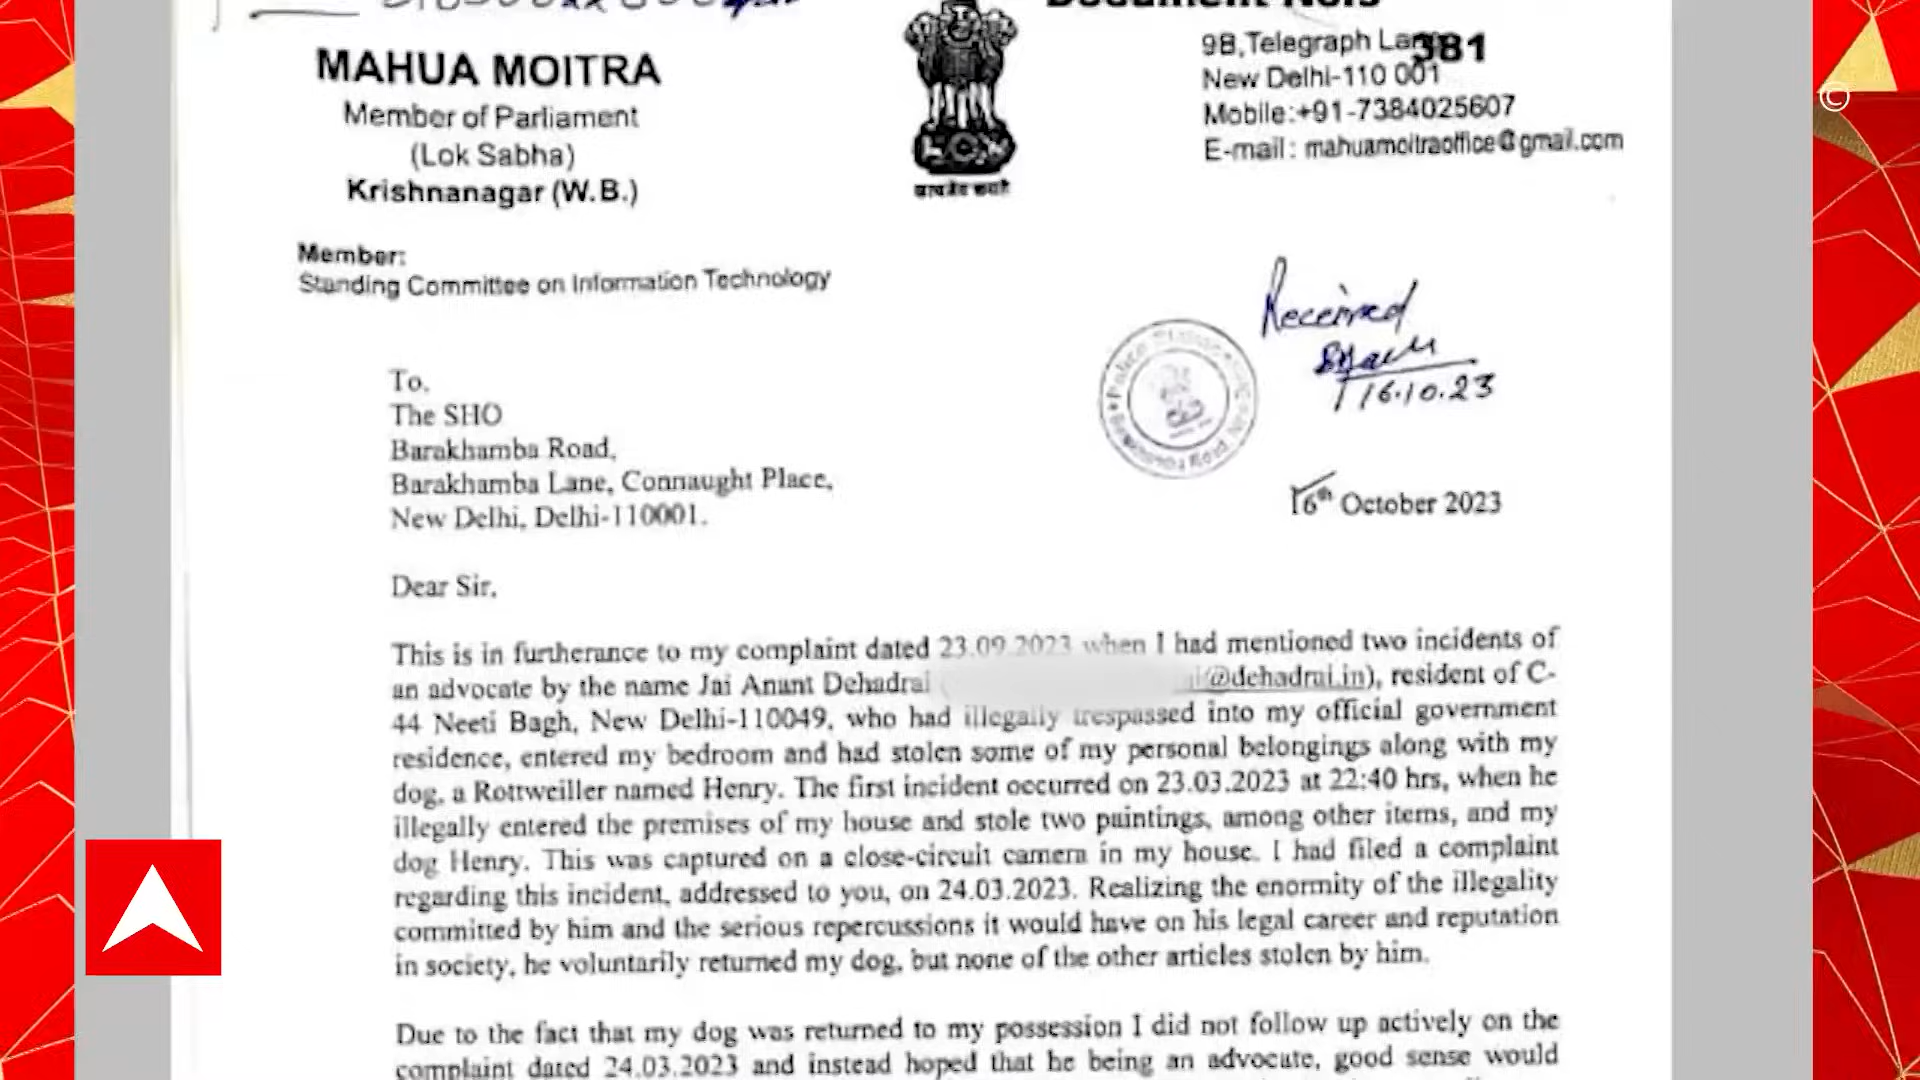 MAHUA MOITRA
Member of Parliament
(Lok Sabha)
Krishnanagar (W.B.)
Member:
Standing Committee on Information Technology
381
9B,Telegraph
New Delhi-110 001
Mobile:+91-7384025607
E-mail: mahuamoitraoffice@gmail.com
©
सत्यमेव जयते
Received
16.10.23
Barakhamba Road
16th October 2023
To,
The SHO
Barakhamba Road,
Barakhamba Lane, Connaught Place,
New Delhi, Delhi-110001.
Dear Sir,
This is in furtherance to my complaint dated 23.09.2023 when I had mentioned two incidents of
an advocate by the name Jai Anant Dehadrai @dehadrai.in), resident of C-
44 Neeti Bagh, New Delhi-110049, who had illegally trespassed into my official government
residence, entered my bedroom and had stolen some of my personal belongings along with my
dog, a Rottweiller named Henry. The first incident occurred on 23.03.2023 at 22:40 hrs, when he
illegally entered the premises of my house and stole two paintings, among other items, and my
dog Henry. This was captured on a close-circuit camera in my house. I had filed a complaint
regarding this incident, addressed to you, on 24.03.2023. Realizing the enormity of the illegality
committed by him and the serious repercussions it would have on his legal career and reputation
in society, he voluntarily returned my dog, but none of the other articles stolen by him.
Due to the fact that my dog was returned to my possession I did not follow up actively on the
complaint dated 24.03.2023 and instead hoped that he being an advocate, good sense would